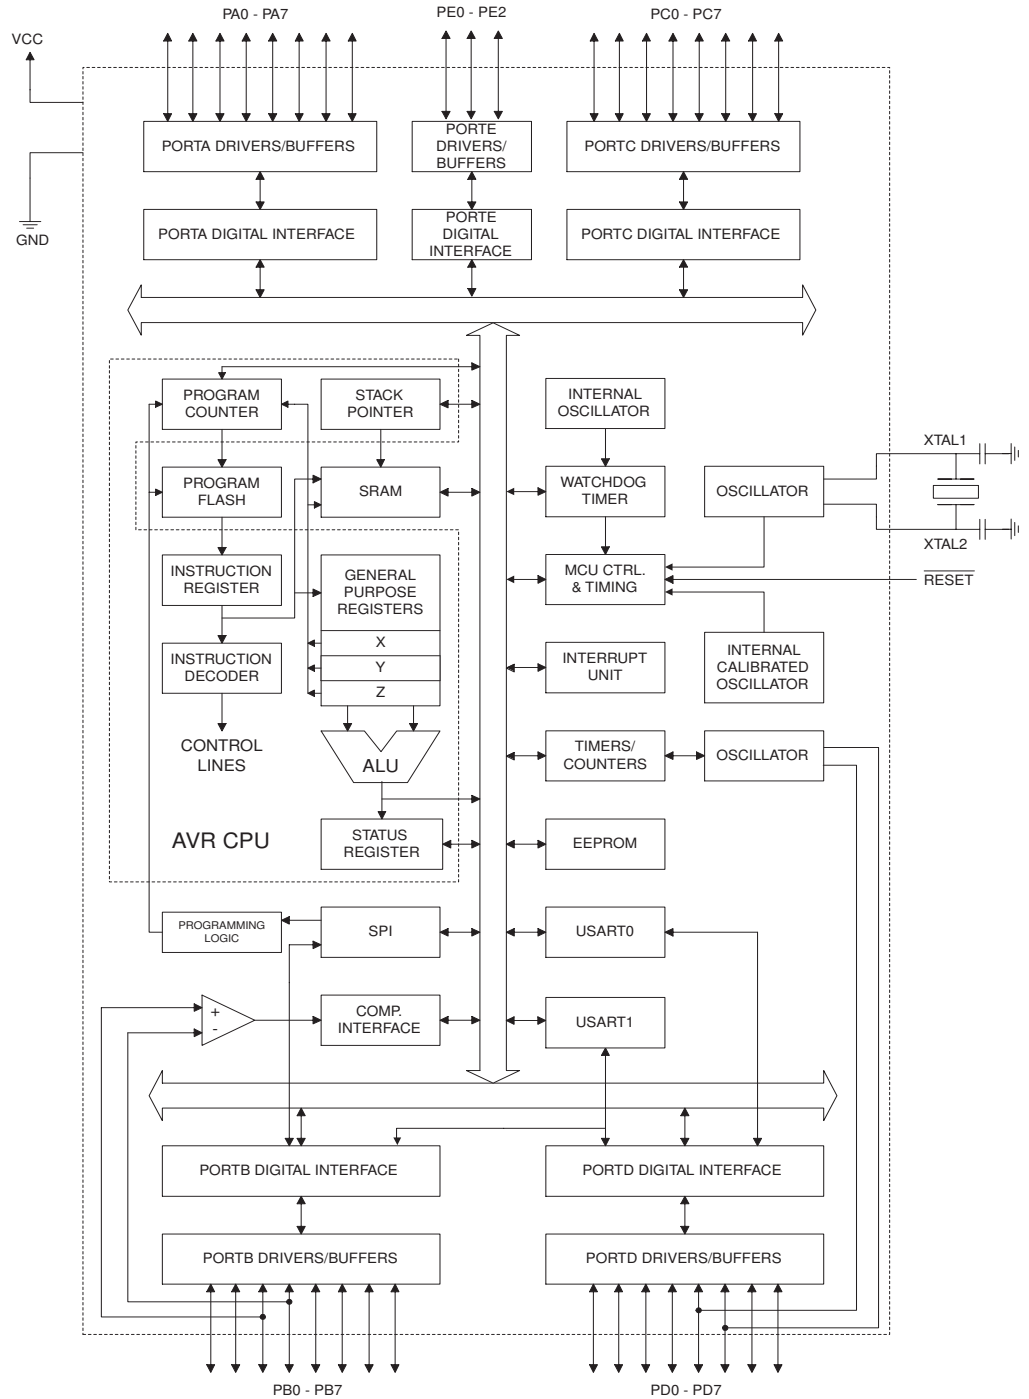 PA0 - PA7
PE0 - PE2
PC0 - PC7
VCC
GND
PORTA DRIVERS/BUFFERS
PORTE
DRIVERS/
BUFFERS
PORTC DRIVERS/BUFFERS
PORTA DIGITAL INTERFACE
PORTE
DIGITAL
INTERFACE
PORTC DIGITAL INTERFACE
PROGRAM
COUNTER
STACK
POINTER
INTERNAL
OSCILLATOR
XTAL1
PROGRAM
FLASH
SRAM
WATCHDOG
TIMER
OSCILLATOR
XTAL2
INSTRUCTION
REGISTER
GENERAL
PURPOSE
REGISTERS
MCU CTRL.
& TIMING
RESET
X
Y
Z
INSTRUCTION
DECODER
INTERRUPT
UNIT
INTERNAL
CALIBRATED
OSCILLATOR
CONTROL
LINES
ALU
TIMERS/
COUNTERS
OSCILLATOR
AVR CPU
STATUS
REGISTER
EEPROM
PROGRAMMING
LOGIC
SPI
USART0
+
-
COMP.
INTERFACE
USART1
PORTB DIGITAL INTERFACE
PORTD DIGITAL INTERFACE
PORTB DRIVERS/BUFFERS
PORTD DRIVERS/BUFFERS
PB0 - PB7
PD0 - PD7